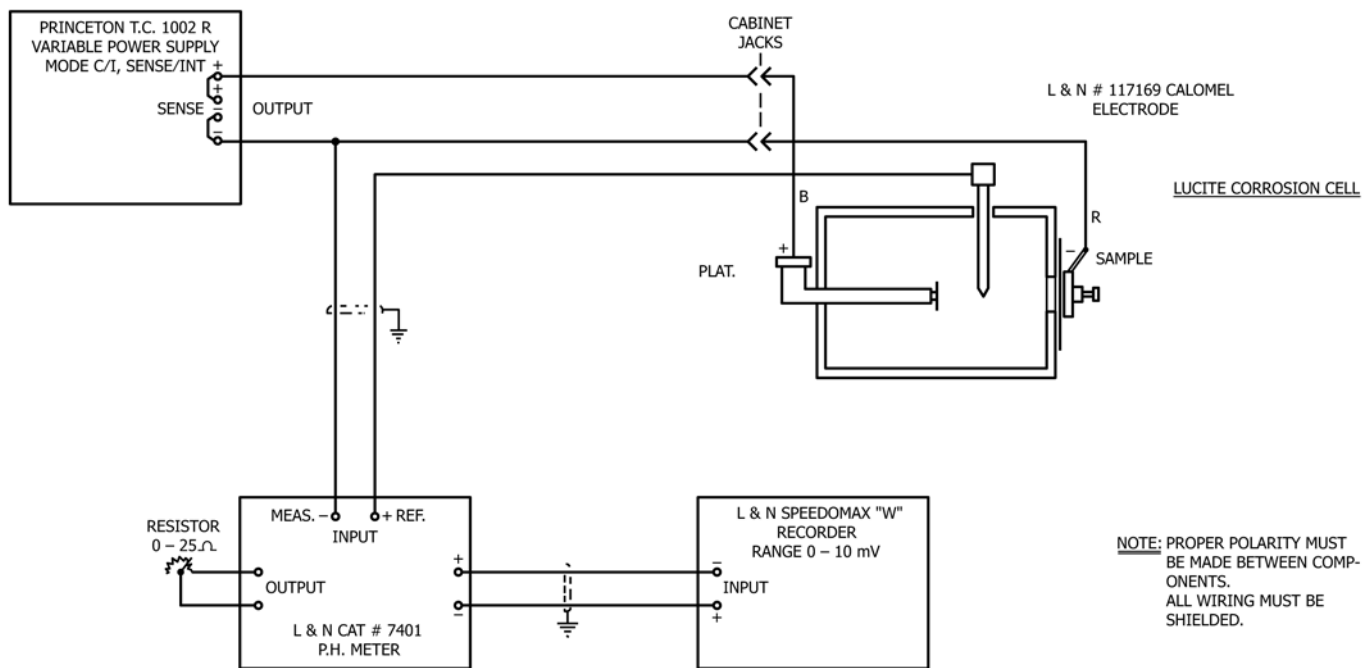 PRINCETON T.C. 1002 R
VARIABLE POWER SUPPLY
MODE C/I, SENSE/INT +
+
SENSE –
OUTPUT
–
CABINET
JACKS
L & N # 117169 CALOMEL
ELECTRODE
LUCITE CORROSION CELL
B
R
+
PLAT.
–
SAMPLE
MEAS. –
+ REF.
INPUT
RESISTOR
0 – 25 Ω
OUTPUT
+
–
L & N CAT # 7401
P.H. METER
L & N SPEEDOMAX "W"
RECORDER
RANGE 0 – 10 mV
–
INPUT
+
NOTE: PROPER POLARITY MUST
BE MADE BETWEEN COMP-
ONENTS.
ALL WIRING MUST BE
SHIELDED.